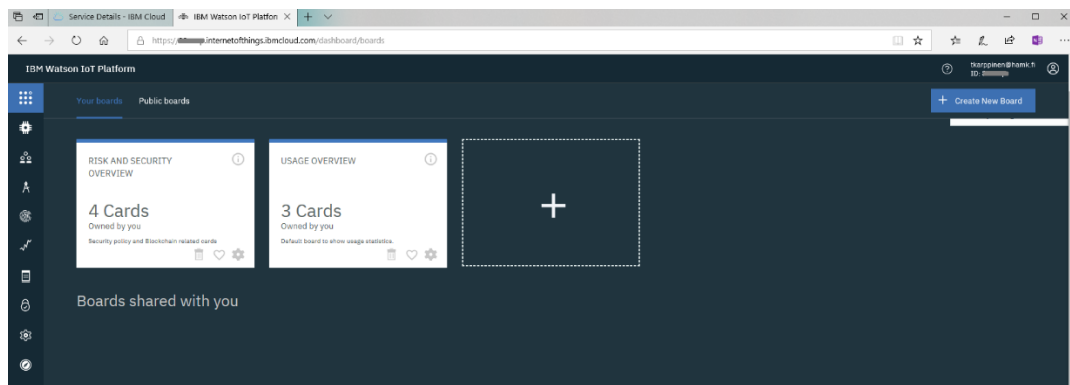 Service Details - IBM Cloud
IBM Watson IoT Platfon
https://
.internetofthings.ibmcloud.com/dashboard/boards
IBM Watson IoT Platform
tkarppinen@hamk.fi
ID:
Your boards
Public boards
+ Create New Board
RISK AND SECURITY
OVERVIEW
4 Cards
Owned by you
Security policy and Blockchain related cards
USAGE OVERVIEW
3 Cards
Owned by you
Default board to show usage statistics.
Boards shared with you